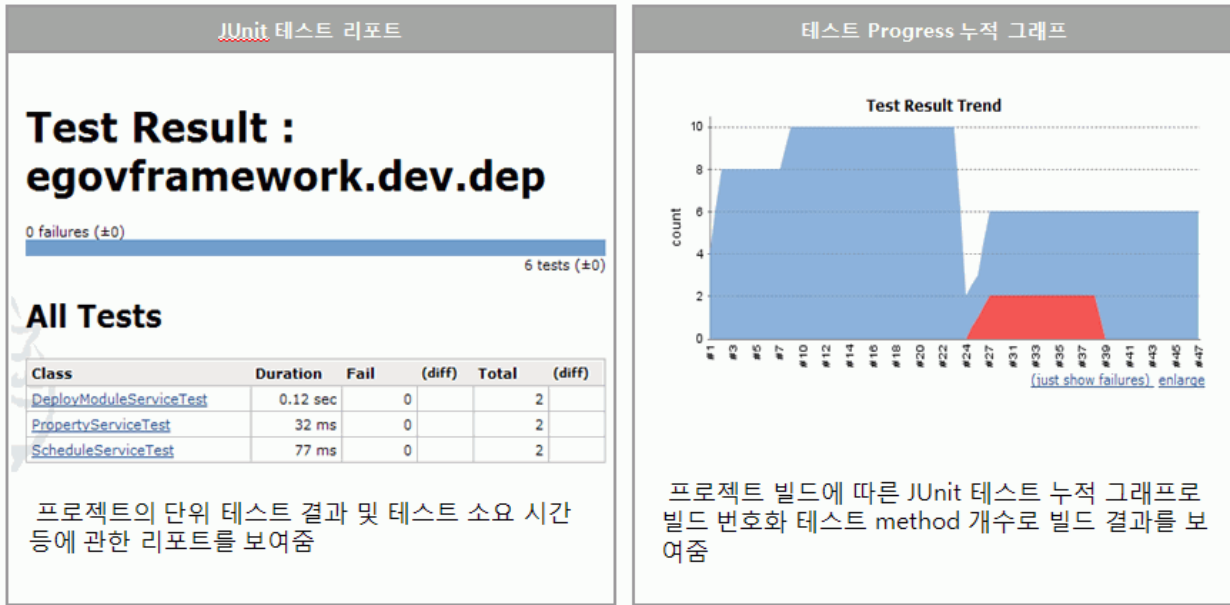 JUnit 테스트 리포트
Test Result :
egovframework.dev.dep
0 failures (±0)
6 tests (±0)
All Tests
Class Duration Fail (diff) Total (diff)
DeployModuleServiceTest 0.12 sec 0 2
PropertyServiceTest 32 ms 0 2
ScheduleServiceTest 77 ms 0 2
프로젝트의 단위 테스트 결과 및 테스트 소요 시간
등에 관한 리포트를 보여줌
테스트 Progress 누적 그래프
Test Result Trend
10
8
6
4
2
0
count
#1 #3 #5 #7 #10 #12 #14 #16 #18 #20 #22 #24 #27 #31 #33 #35 #37 #39 #41 #43 #45 #47
(just show failures) enlarge
프로젝트 빌드에 따른 JUnit 테스트 누적 그래프로
빌드 번호화 테스트 method 개수로 빌드 결과를 보
여줌